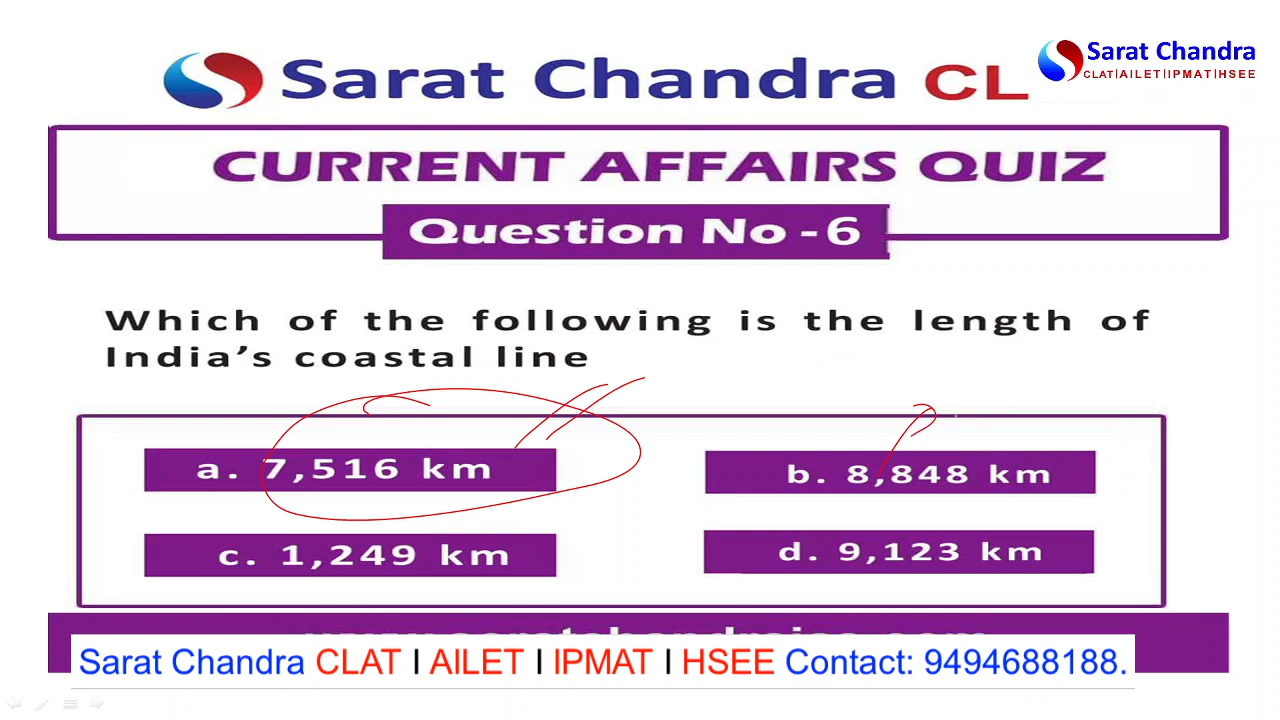 Sarat Chandra CL
Sarat Chandra
CLAT|AILET|IPMAT|HSEE
CURRENT AFFAIRS QUIZ
Question No - 6
Which of the following is the length of
India's coastal line
a. 7,516 km
b. 8,848 km
c. 1,249 km
d. 9,123 km
Sarat Chandra CLAT I AILET I IPMAT I HSEE Contact: 9494688188.